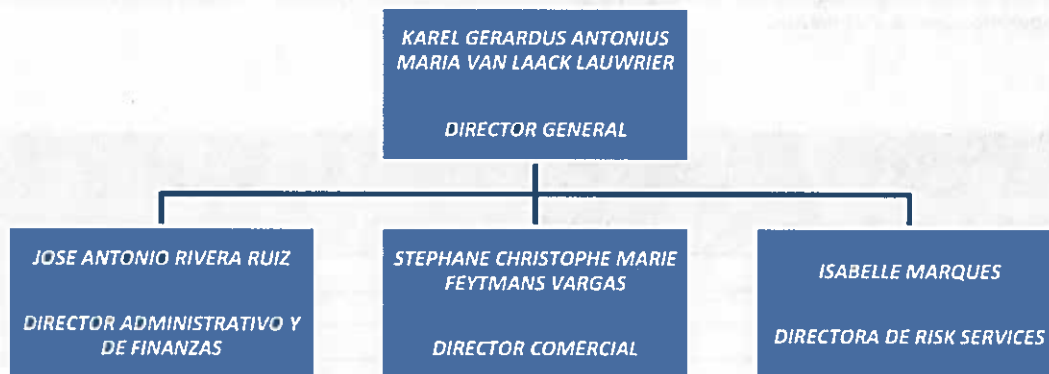 KAREL GERARDUS ANTONIUS
MARIA VAN LAACK LAUWRIER
DIRECTOR GENERAL
JOSE ANTONIO RIVERA RUIZ
DIRECTOR ADMINISTRATIVO Y
DE FINANZAS
STEPHANE CHRISTOPHE MARIE
FEYTMANS VARGAS
DIRECTOR COMERCIAL
ISABELLE MARQUES
DIRECTORA DE RISK SERVICES